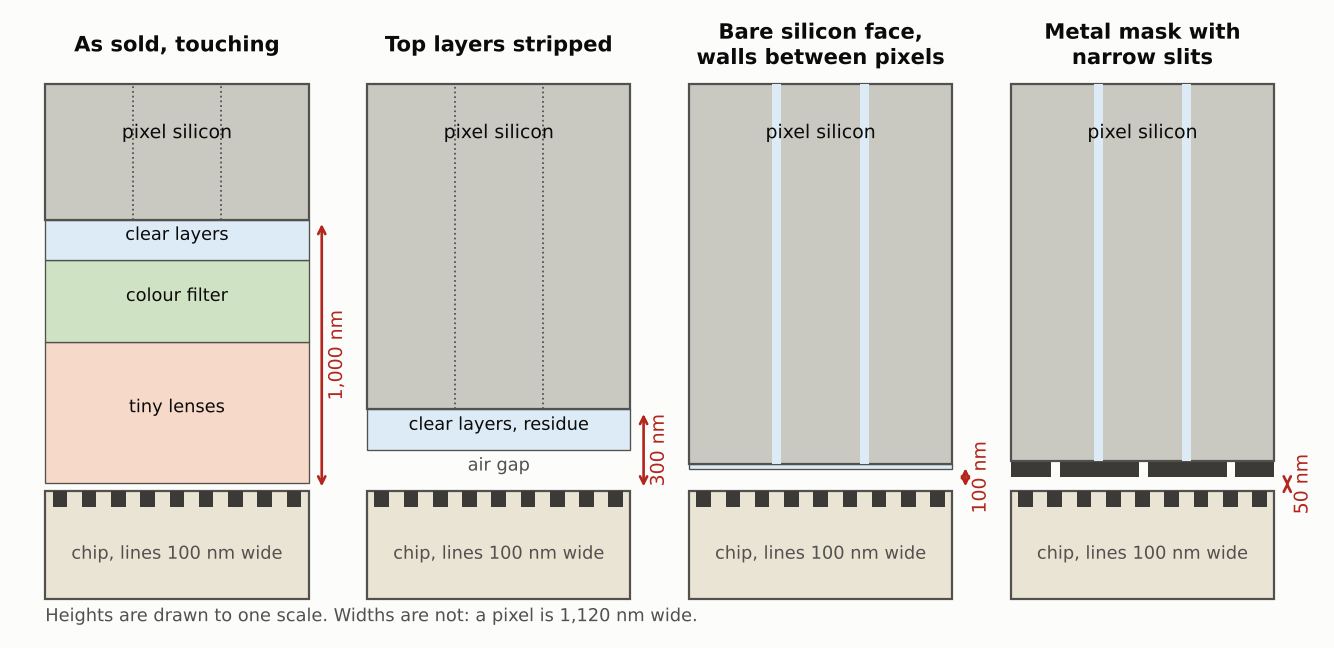 As sold, touching
Top layers stripped
Bare silicon face,
walls between pixels
Metal mask with
narrow slits
pixel silicon
pixel silicon
pixel silicon
pixel silicon
clear layers
colour filter
tiny lenses
1,000 nm
clear layers, residue
air gap
300 nm
100 nm
50 nm
chip, lines 100 nm wide
chip, lines 100 nm wide
chip, lines 100 nm wide
chip, lines 100 nm wide
Heights are drawn to one scale. Widths are not: a pixel is 1,120 nm wide.